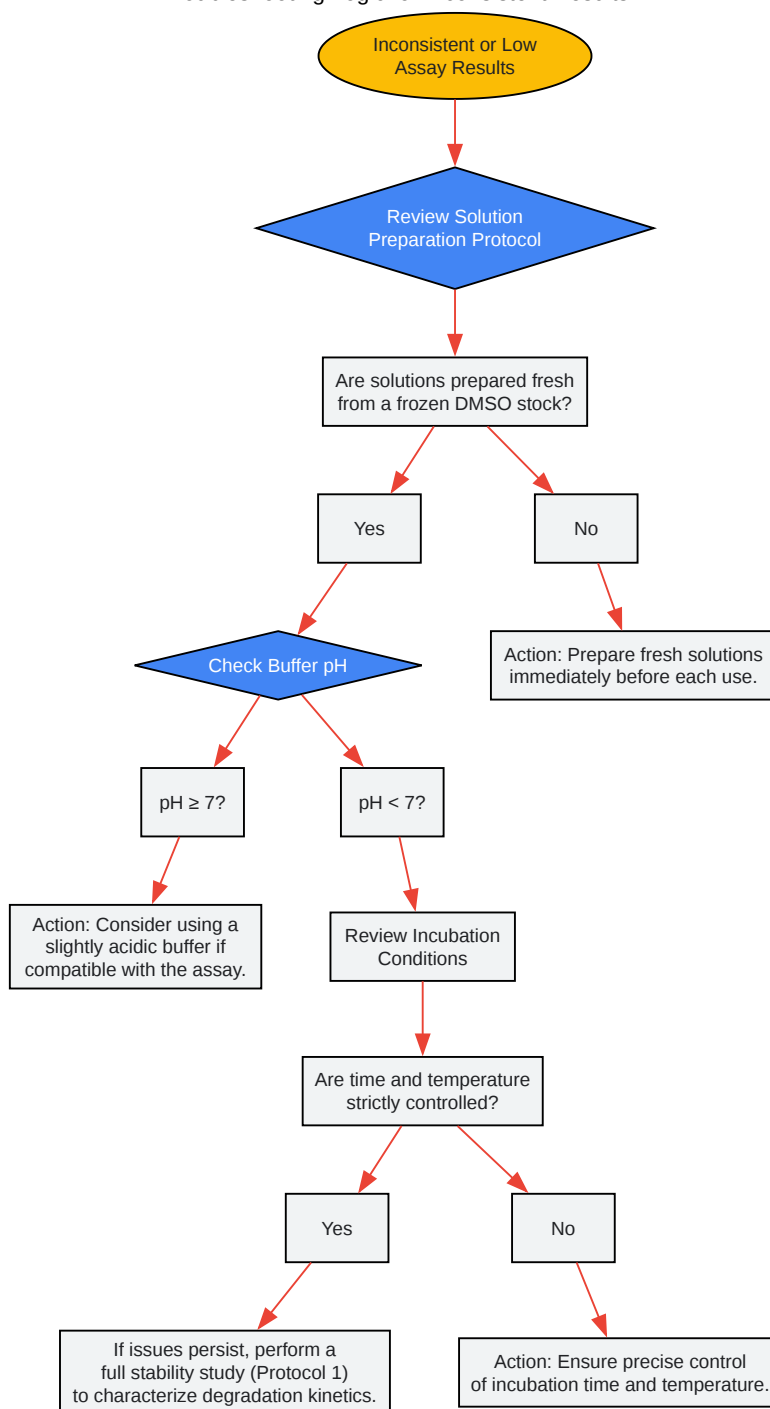 Inconsistent or Low
Assay Results
Review Solution
Preparation Protocol
Are solutions prepared fresh
from a frozen DMSO stock?
Yes
No
Check Buffer pH
Action: Prepare fresh solutions
immediately before each use.
pH ≥ 7?
pH < 7?
Action: Consider using a
slightly acidic buffer if
compatible with the assay.
Review Incubation
Conditions
Are time and temperature
strictly controlled?
Yes
No
If issues persist, perform a
full stability study (Protocol 1)
to characterize degradation kinetics.
Action: Ensure precise control
of incubation time and temperature.